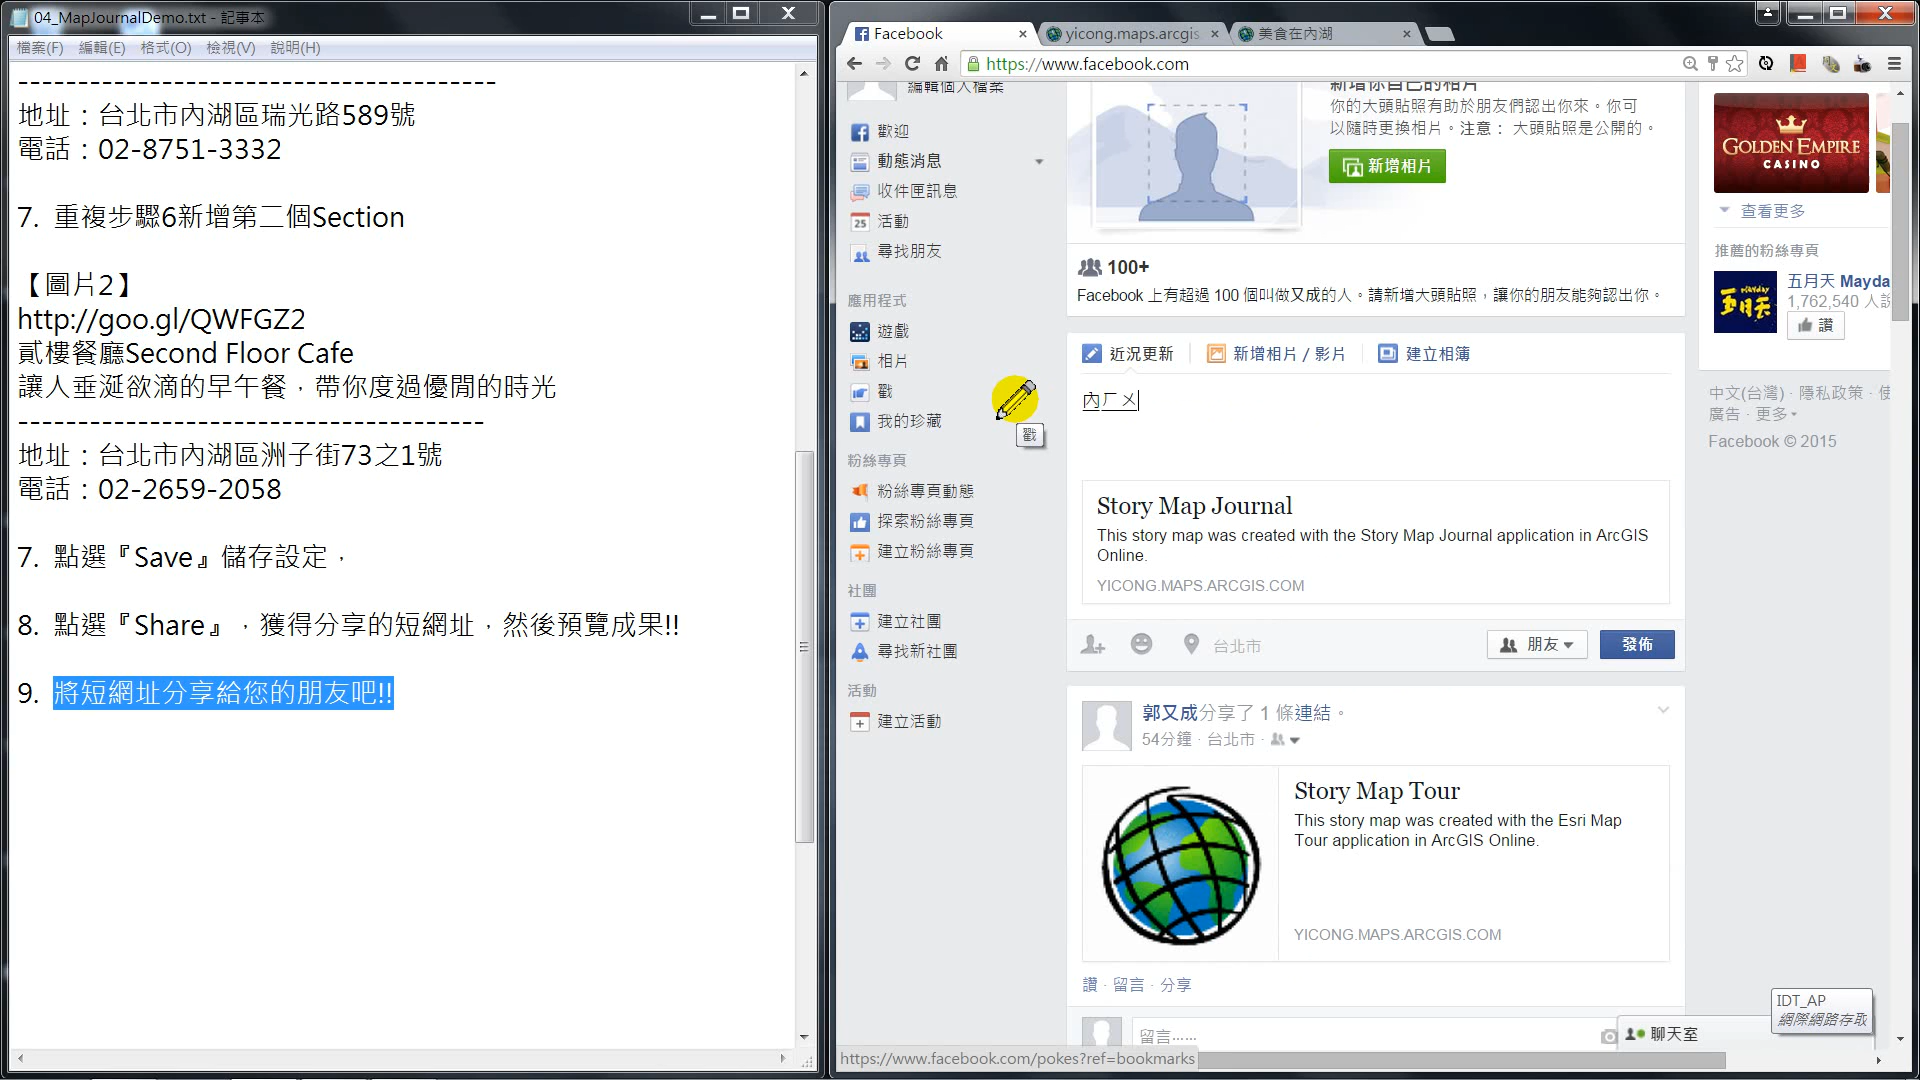 04_MapJournalDemo.txt - 記事本
檔案(F) 編輯(E) 格式(O) 檢視(V) 說明(H)
----------------------------------------
地址：台北市內湖區瑞光路589號
電話：02-8751-3332
7. 重複步驟6新增第二個Section
【圖片2】
http://goo.gl/QWFGZ2
貳樓餐廳Second Floor Cafe
讓人垂涎欲滴的早午餐，帶你度過優閒的時光
---------------------------------------
地址：台北市內湖區洲子街73之1號
電話：02-2659-2058
7. 點選『Save』儲存設定，
8. 點選『Share』，獲得分享的短網址，然後預覽成果!!
9. 將短網址分享給您的朋友吧!!
Facebook
yicong.maps.arcgis
美食在內湖
https://www.facebook.com
編輯個人檔案
歡迎
動態消息
收件匣訊息
25 活動
尋找朋友
應用程式
遊戲
相片
戳
我的珍藏
戳
粉絲專頁
粉絲專頁動態
探索粉絲專頁
建立粉絲專頁
社團
建立社團
尋找新社團
活動
建立活動
新增你自己的相片
你的大頭貼照有助於朋友們認出你來。你可
以隨時更換相片。注意： 大頭貼照是公開的。
新增相片
100+
Facebook 上有超過 100 個叫做又成的人。請新增大頭貼照，讓你的朋友能夠認出你。
近況更新
新增相片 / 影片
建立相簿
內ㄏㄨ
Story Map Journal
This story map was created with the Story Map Journal application in ArcGIS
Online.
YICONG.MAPS.ARCGIS.COM
台北市
朋友
發佈
郭又成分享了 1 條連結。
54分鐘 · 台北市 ·
Story Map Tour
This story map was created with the Esri Map
Tour application in ArcGIS Online.
YICONG.MAPS.ARCGIS.COM
讚 · 留言 · 分享
留言......
GOLDEN EMPIRE
CASINO
查看更多
推薦的粉絲專頁
五月天 Mayda
1,762,540 人
讚
中文(台灣) · 隱私政策 · 使
廣告 · 更多
Facebook © 2015
IDT_AP
網際網路存取
聊天室
https://www.facebook.com/pokes?ref=bookmarks